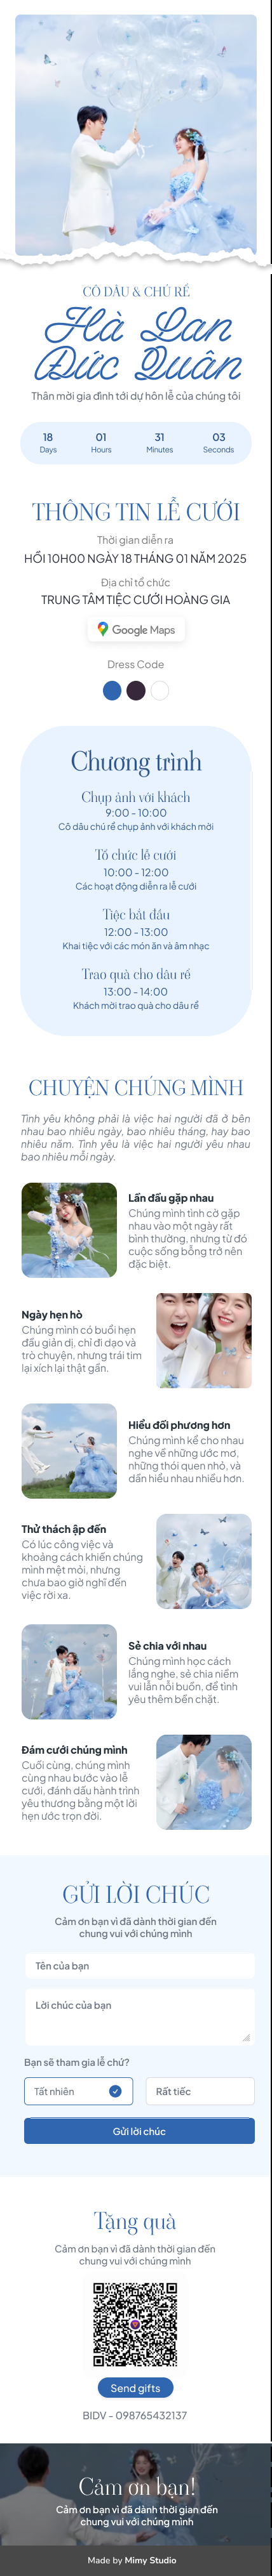 CÔ DÂU & CHÚ RỂ
Hà Lan
Đức Quân
Thân mời gia đình tới dự hôn lễ của chúng tôi
18 01 31 03
Days Hours Minutes Seconds
THÔNG TIN LỄ CƯỚI
Thời gian diễn ra
HỒI 10H00 NGÀY 18 THÁNG 01 NĂM 2025
Địa chỉ tổ chức
TRUNG TÂM TIỆC CƯỚI HOÀNG GIA
Google Maps
Dress Code
Chương trình
Chụp ảnh với khách
9:00 - 10:00
Cô dâu chú rể chụp ảnh với khách mời
Tổ chức lễ cưới
10:00 - 12:00
Các hoạt động diễn ra lễ cưới
Tiệc bắt đầu
12:00 - 13:00
Khai tiệc với các món ăn và âm nhạc
Trao quà cho dâu rể
13:00 - 14:00
Khách mời trao quà cho dâu rể
CHUYỆN CHÚNG MÌNH
Tình yêu không phải là việc hai người đã ở bên
nhau bao nhiêu ngày, bao nhiêu tháng, hay bao
nhiêu năm. Tình yêu là việc hai người yêu nhau
bao nhiêu mỗi ngày.
Lần đầu gặp nhau
Chúng mình tình cờ gặp
nhau vào một ngày rất
bình thường, nhưng từ đó
cuộc sống bỗng trở nên
đặc biệt.
Ngày hẹn hò
Chúng mình có buổi hẹn
đầu giản dị, chỉ đi dạo và
trò chuyện, nhưng trái tim
lại xích lại thật gần.
Hiểu đối phương hơn
Chúng mình kể cho nhau
nghe về những ước mơ,
những thói quen nhỏ, và
dần hiểu nhau nhiều hơn.
Thử thách ập đến
Có lúc công việc và
khoảng cách khiến chúng
mình mệt mỏi, nhưng
chưa bao giờ nghĩ đến
việc rời xa.
Sẻ chia với nhau
Chúng mình học cách
lắng nghe, sẻ chia niềm
vui lẫn nỗi buồn, để tình
yêu thêm bền chặt.
Đám cưới chúng mình
Cuối cùng, chúng mình
cùng nhau bước vào lễ
cưới, đánh dấu hành trình
yêu thương bằng một lời
hẹn ước trọn đời.
GỬI LỜI CHÚC
Cảm ơn bạn vì đã dành thời gian đến
chung vui với chúng mình
Tên của bạn
Lời chúc của bạn
Bạn sẽ tham gia lễ chứ?
Tất nhiên Rất tiếc
Gửi lời chúc
Tặng quà
Cảm ơn bạn vì đã dành thời gian đến
chung vui với chúng mình
Send gifts
BIDV - 098765432137
Cảm ơn bạn!
Cảm ơn bạn vì đã dành thời gian đến
chung vui với chúng mình
Made by Mimy Studio